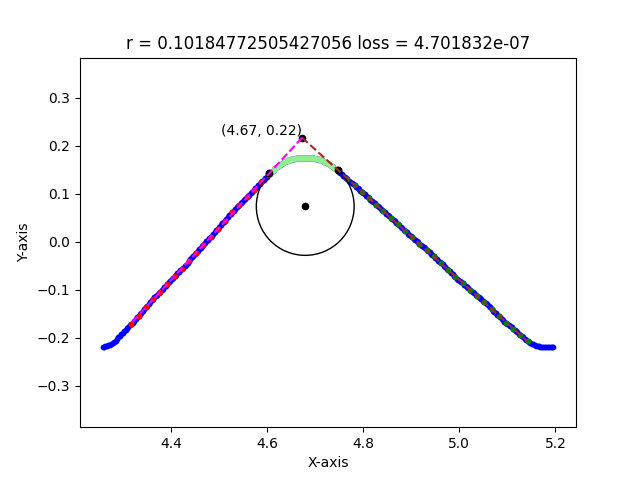 r = 0.10184772505427056 loss = 4.701832e-07
(4.67, 0.22)
Y-axis
0.3
0.2
0.1
0.0
−0.1
−0.2
−0.3
4.4 4.6 4.8 5.0 5.2
X-axis